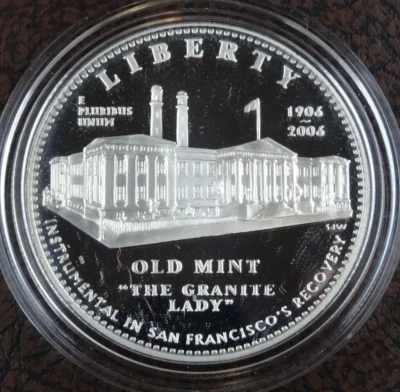 LIBERTY
E
PLURIBUS
UNUM
1906
~
2006
OLD MINT
"THE GRANITE
LADY"
INSTRUMENTAL IN SAN FRANCISCO'S RECOVERY